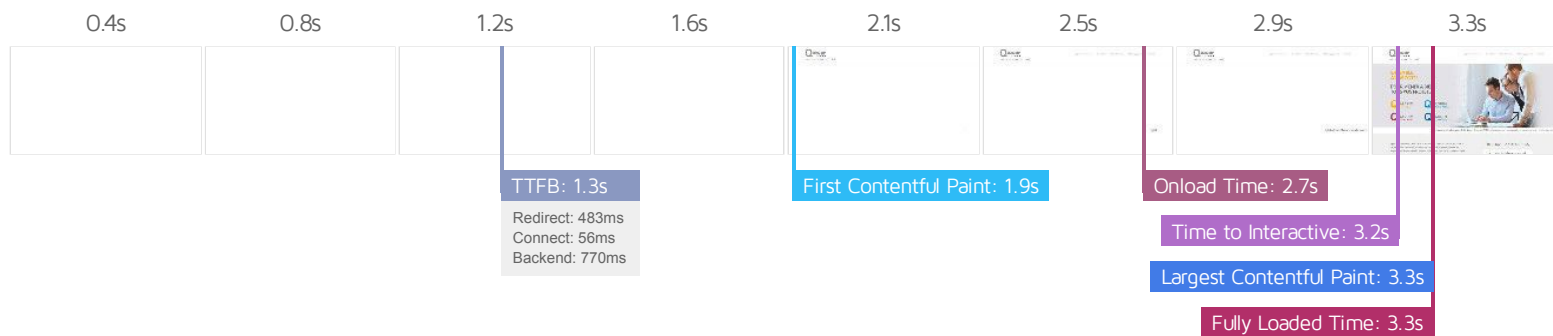 0.4s
0.8s
1.2s
1.6s
2.1s
2.5s
2.9s
3.3s
TTFB: 1.3s
Redirect: 483ms
Connect: 56ms
Backend: 770ms
First Contentful Paint: 1.9s
Onload Time: 2.7s
Time to Interactive: 3.2s
Largest Contentful Paint: 3.3s
Fully Loaded Time: 3.3s